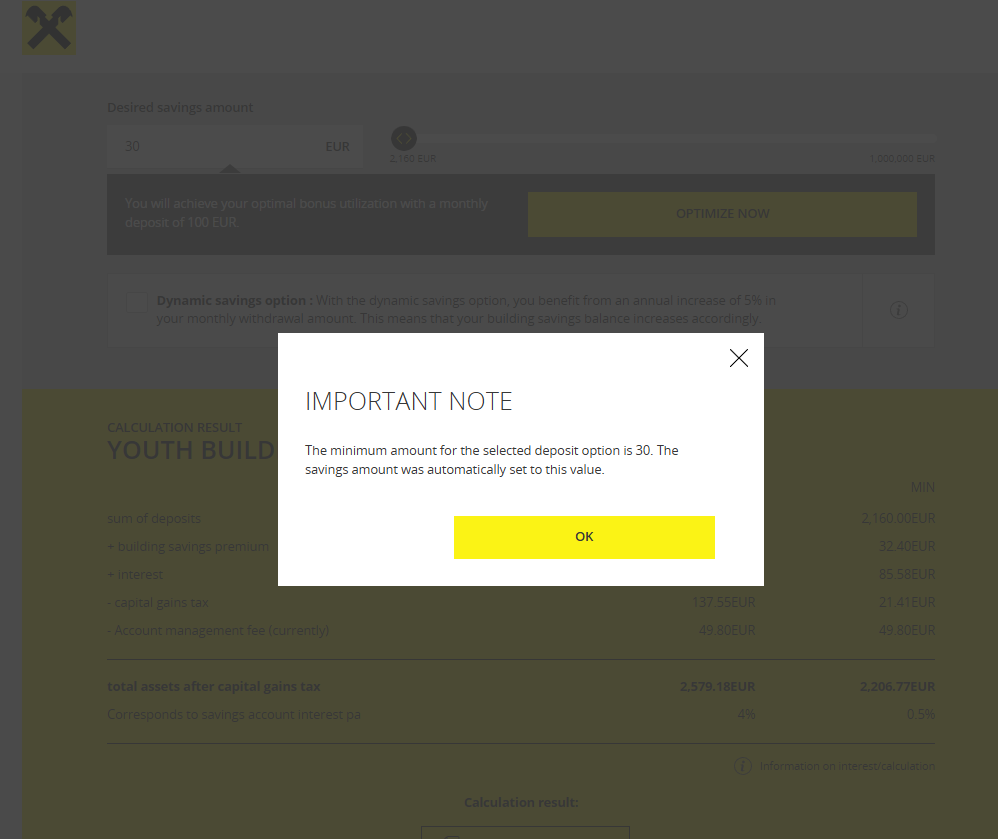 Desired savings amount
30 EUR
2,160 EUR 1,000,000 EUR
You will achieve your optimal bonus utilization with a monthly
deposit of 100 EUR.
OPTIMIZE NOW
Dynamic savings option : With the dynamic savings option, you benefit from an annual increase of 5% in
your monthly withdrawal amount. This means that your building savings balance increases accordingly.
IMPORTANT NOTE
The minimum amount for the selected deposit option is 30. The
savings amount was automatically set to this value.
OK
CALCULATION RESULT
YOUTH BUILD
MIN
sum of deposits 2,160.00EUR
+ building savings premium 32.40EUR
+ interest 85.58EUR
- capital gains tax 137.55EUR 21.41EUR
- Account management fee (currently) 49.80EUR 49.80EUR
total assets after capital gains tax 2,579.18EUR 2,206.77EUR
Corresponds to savings account interest pa 4% 0.5%
Information on interest/calculation
Calculation result: